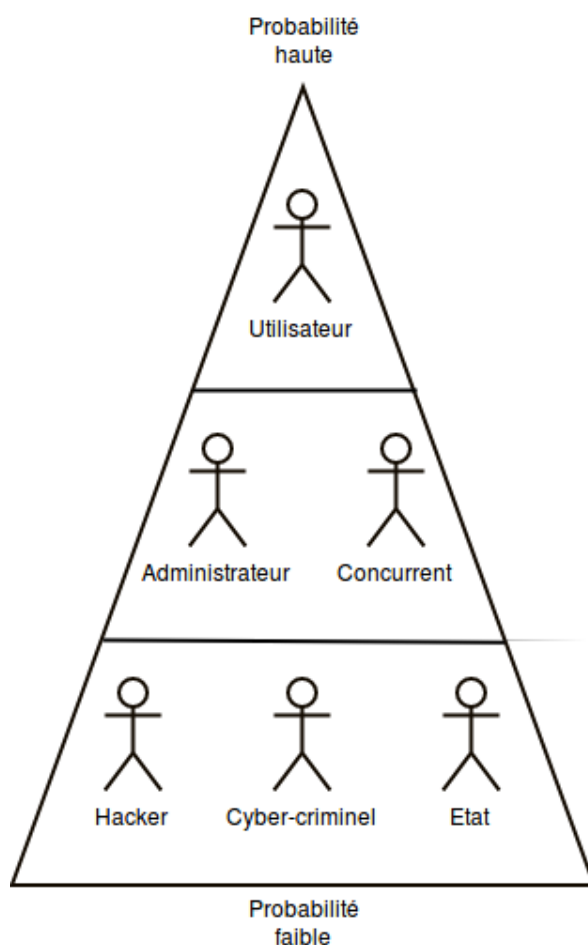 Probabilité
haute
Utilisateur
Administrateur Concurrent
Hacker Cyber-criminel Etat
Probabilité
faible